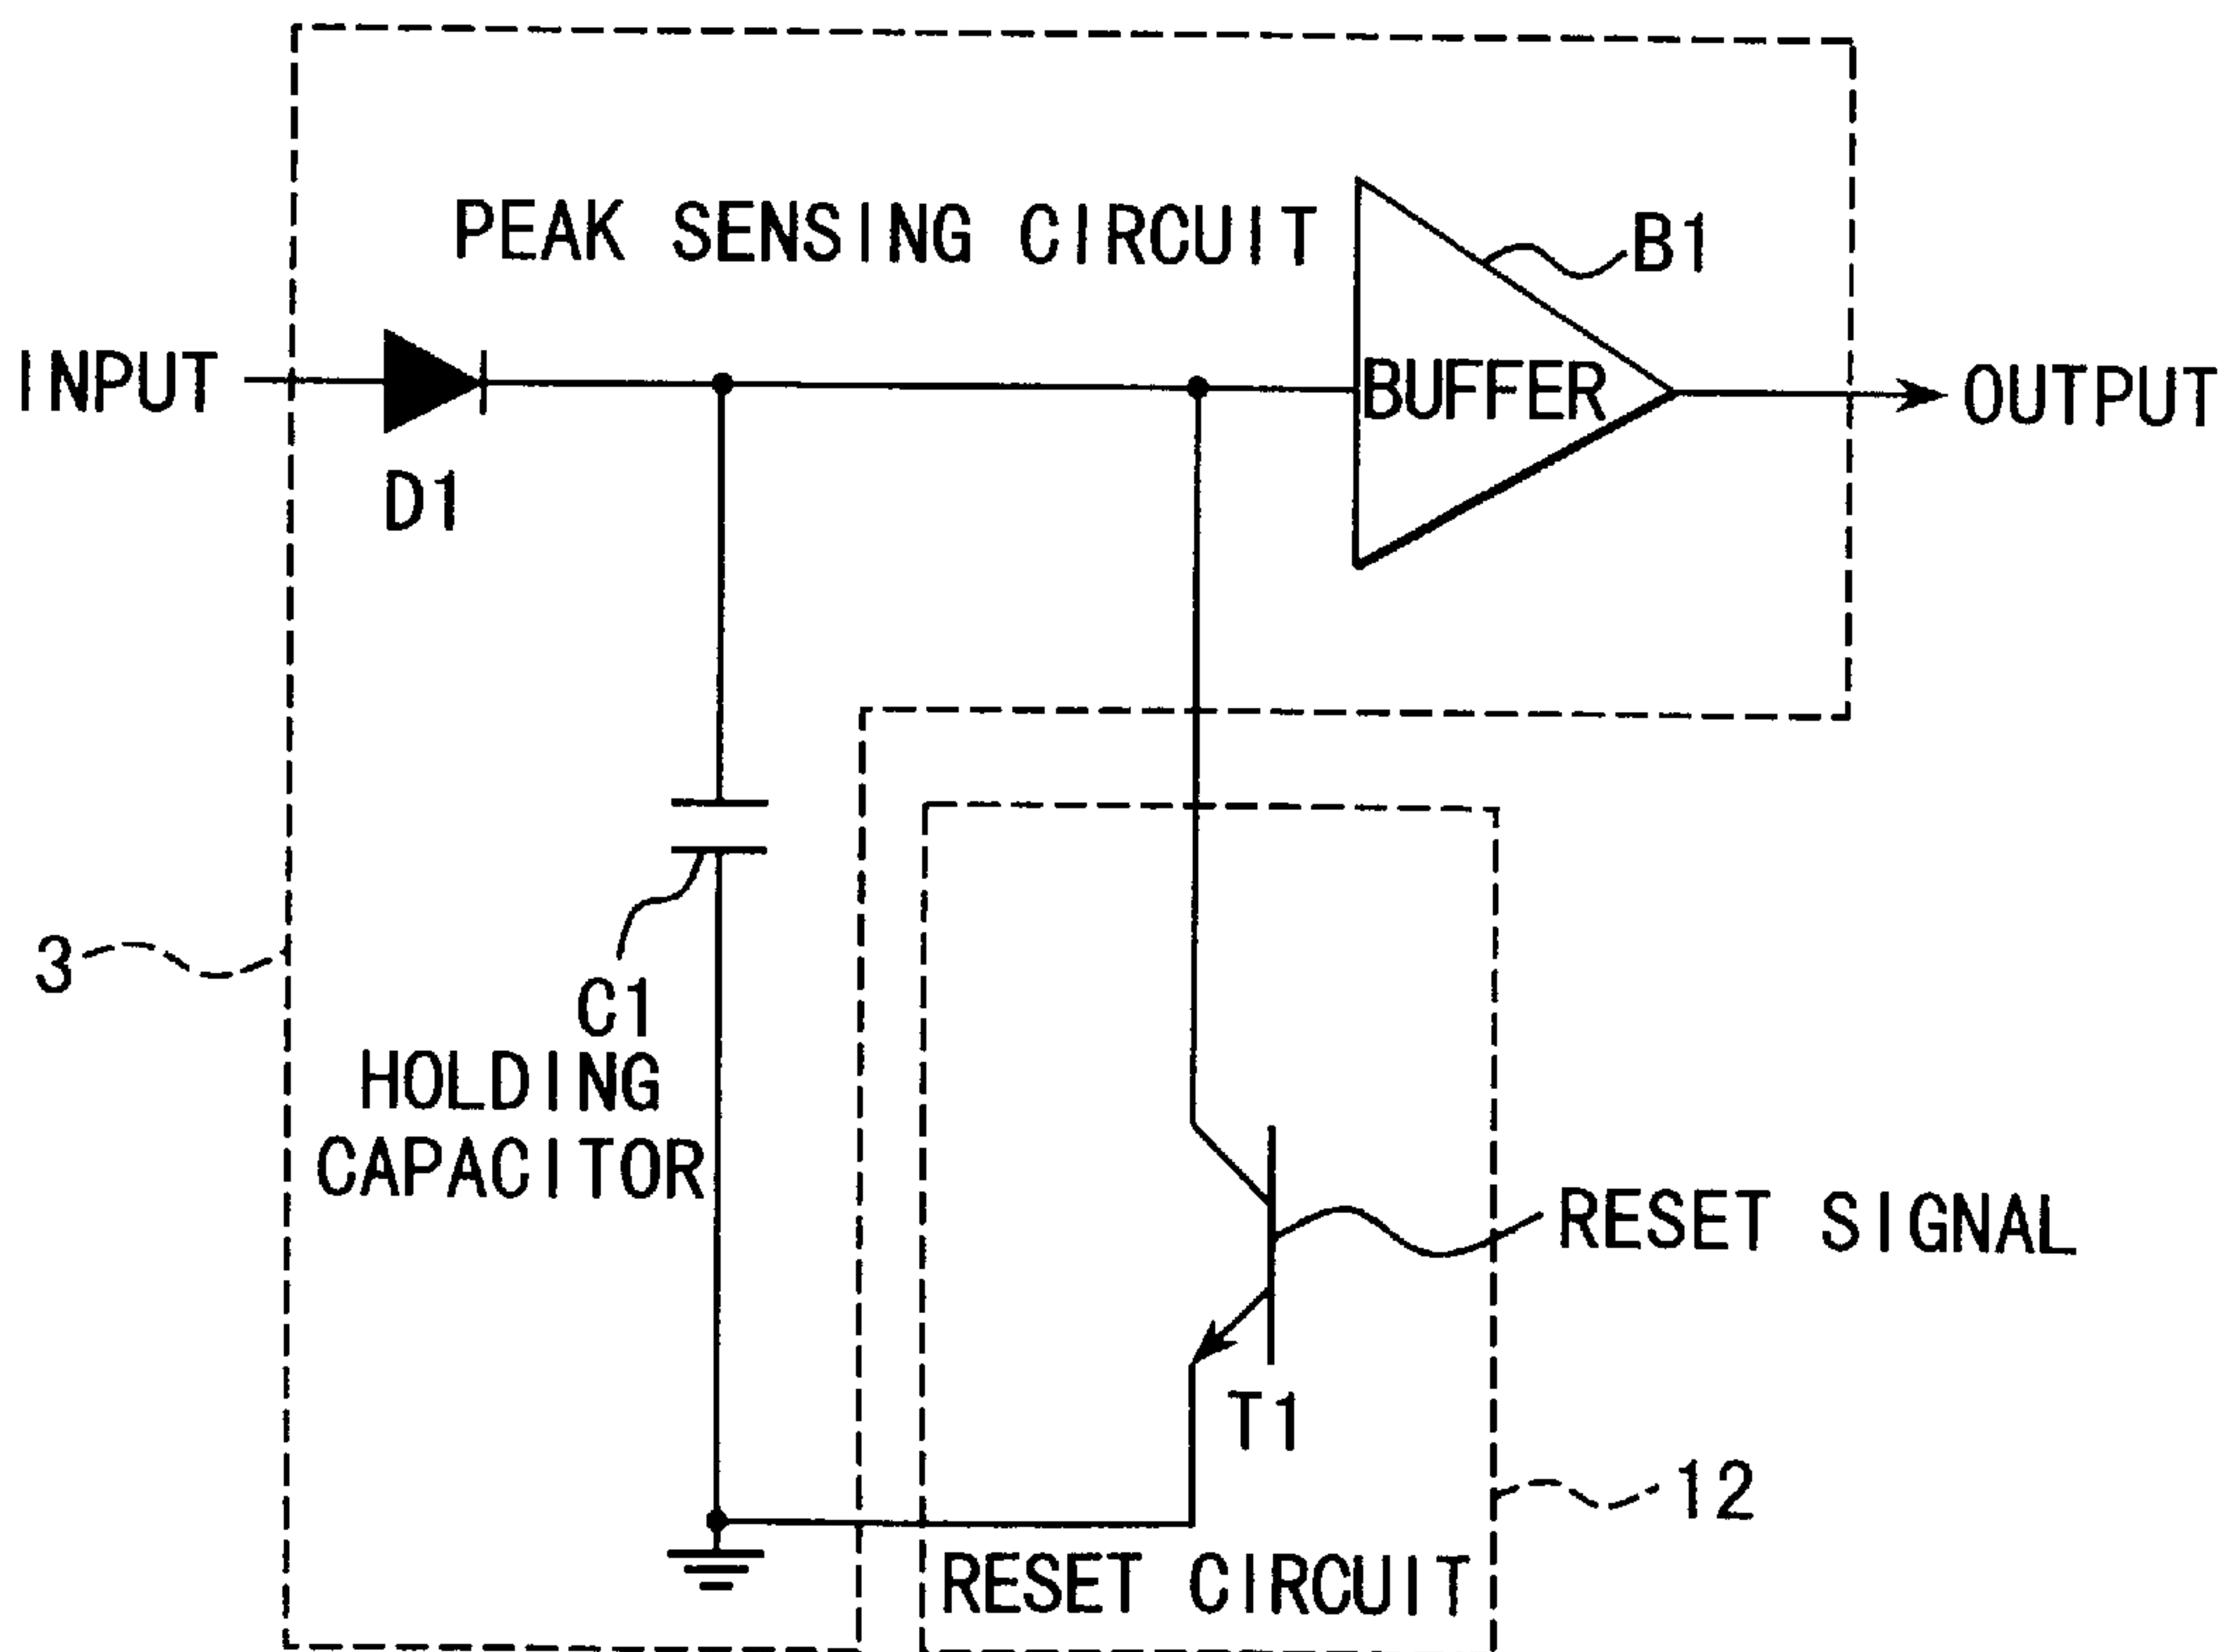 PEAK SENSING CIRCUIT
B1
INPUT
BUFFER
OUTPUT
D1
3
C1
HOLDING
CAPACITOR
RESET SIGNAL
T1
12
RESET CIRCUIT